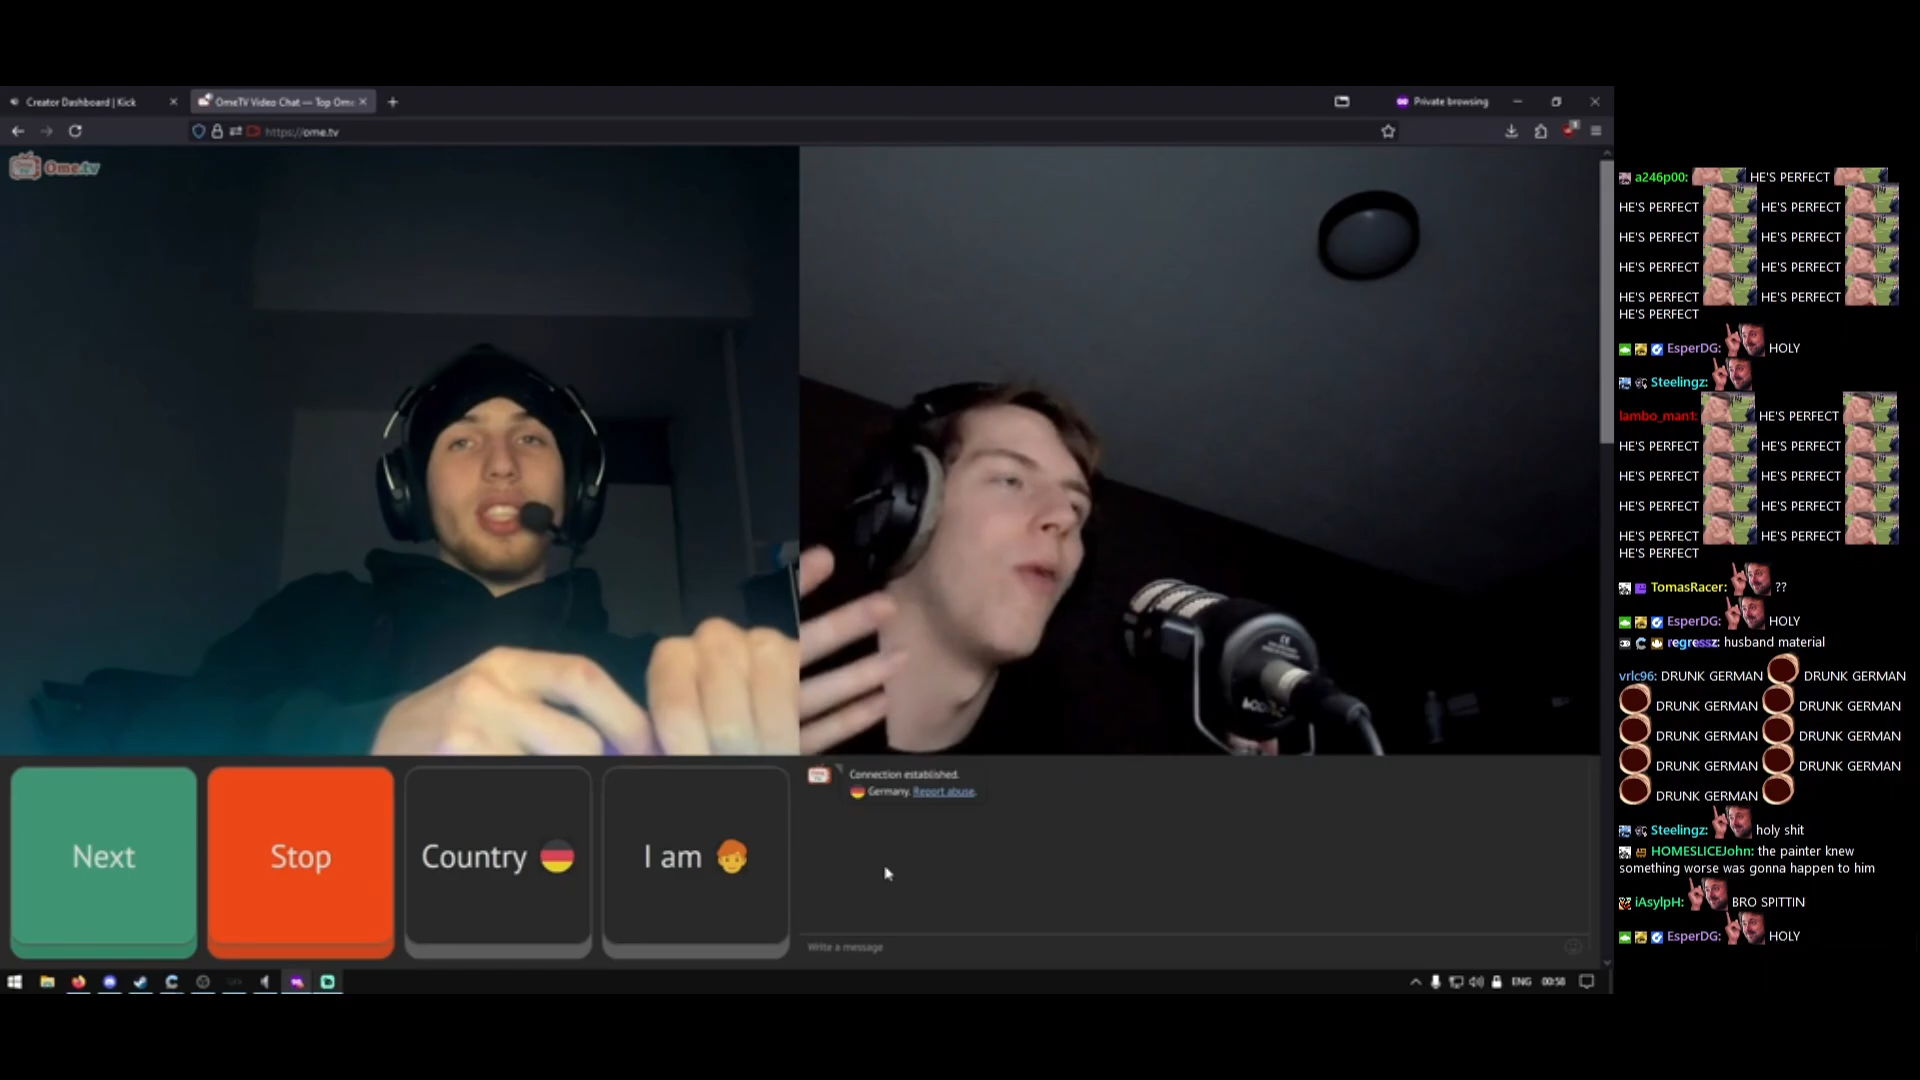 Creator Dashboard | Kick
OmeTV Video Chat — Top Ome
Private browsing
https://ome.tv
Ome.tv
Connection established.
Germany. Report abuse.
Next
Stop
Country
I am
Write a message
ENG
00:58
a246p00: HE'S PERFECT
HE'S PERFECT HE'S PERFECT
HE'S PERFECT HE'S PERFECT
HE'S PERFECT HE'S PERFECT
HE'S PERFECT HE'S PERFECT
HE'S PERFECT
EsperDG: HOLY
Steelingz:
lambo_man1: HE'S PERFECT
HE'S PERFECT HE'S PERFECT
HE'S PERFECT HE'S PERFECT
HE'S PERFECT HE'S PERFECT
HE'S PERFECT HE'S PERFECT
HE'S PERFECT
TomasRacer: ??
EsperDG: HOLY
regressz: husband material
vrlc96: DRUNK GERMAN DRUNK GERMAN
DRUNK GERMAN DRUNK GERMAN
DRUNK GERMAN DRUNK GERMAN
DRUNK GERMAN DRUNK GERMAN
DRUNK GERMAN
Steelingz: holy shit
HOMESLICEJohn: the painter knew
something worse was gonna happen to him
iAsylpH: BRO SPITTIN
EsperDG: HOLY